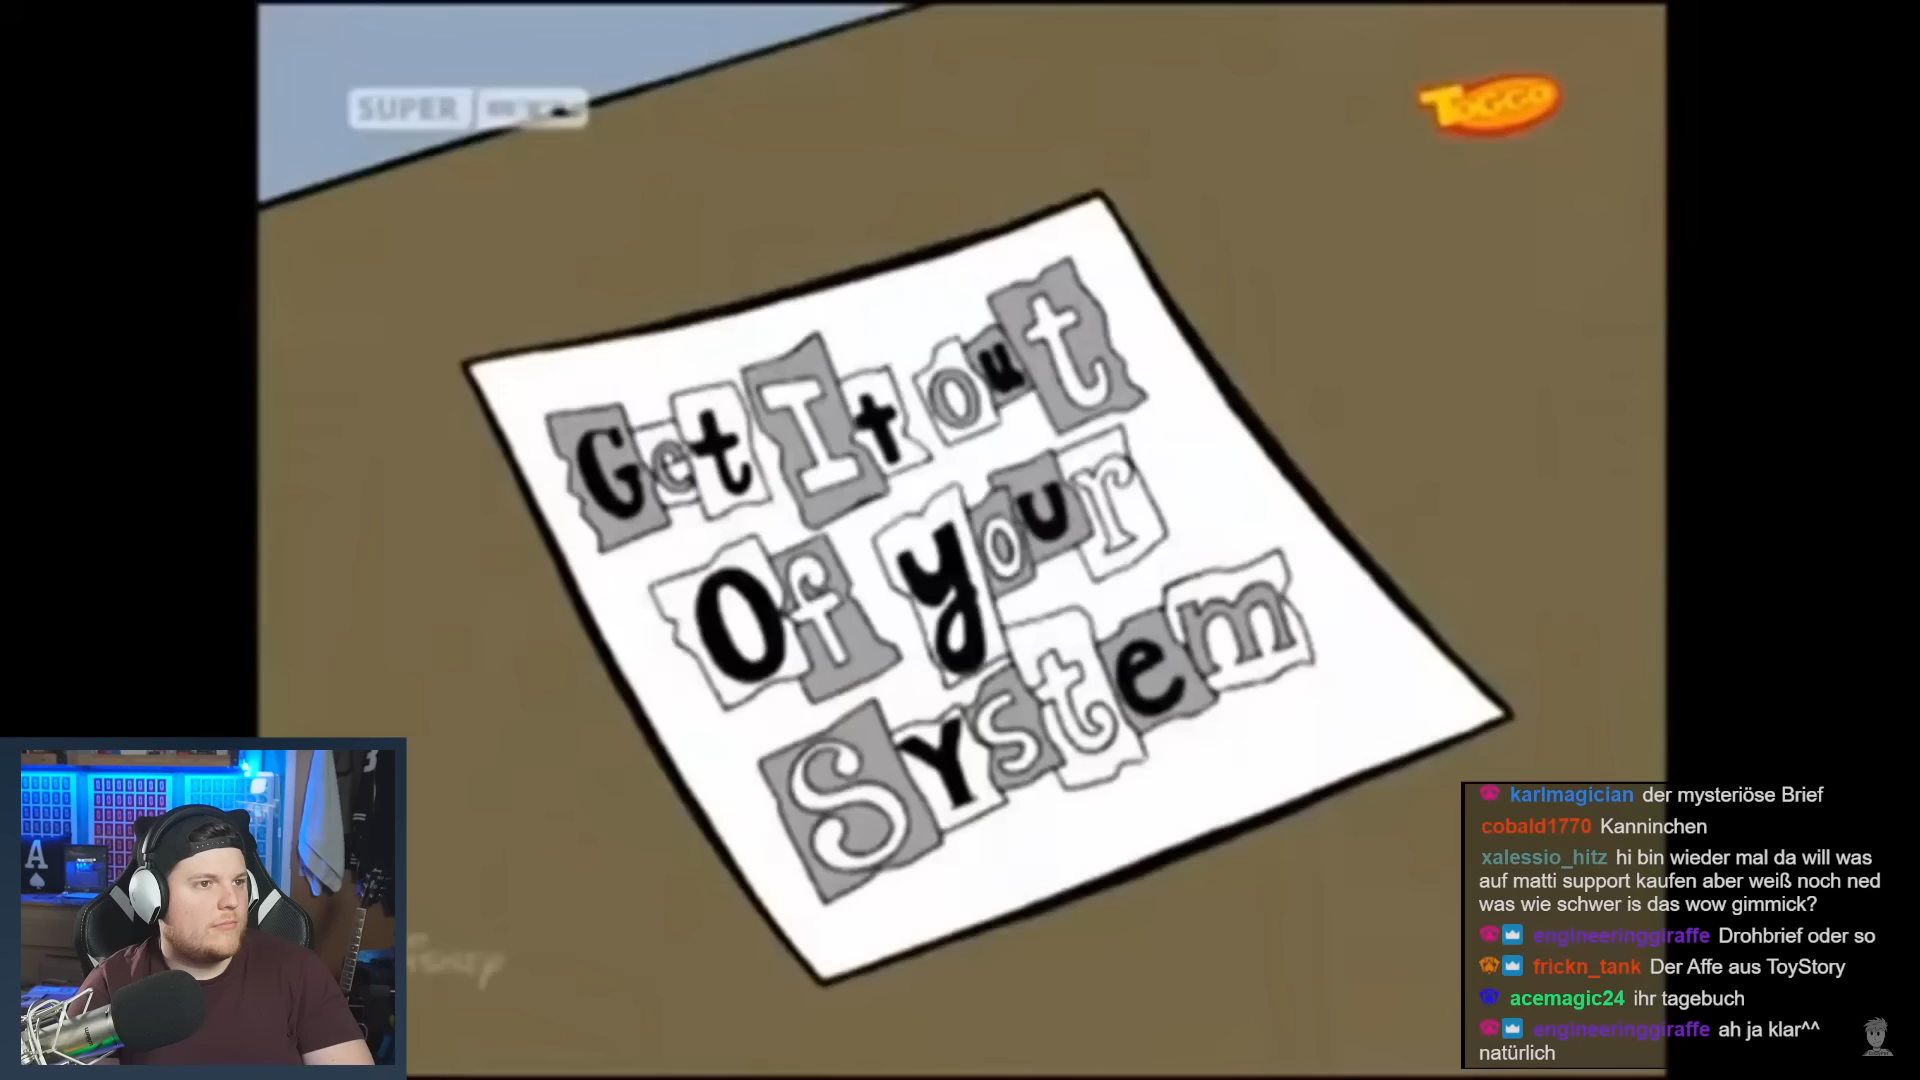 SUPER
TOGGO
Get It out
Of your
System
Disney
A
karlmagician der mysteriöse Brief
cobald1770 Kanninchen
xalessio_hitz hi bin wieder mal da will was
auf matti support kaufen aber weiß noch ned
was wie schwer is das wow gimmick?
engineeringgiraffe Drohbrief oder so
frickn_tank Der Affe aus ToyStory
acemagic24 ihr tagebuch
engineeringgiraffe ah ja klar^^
natürlich